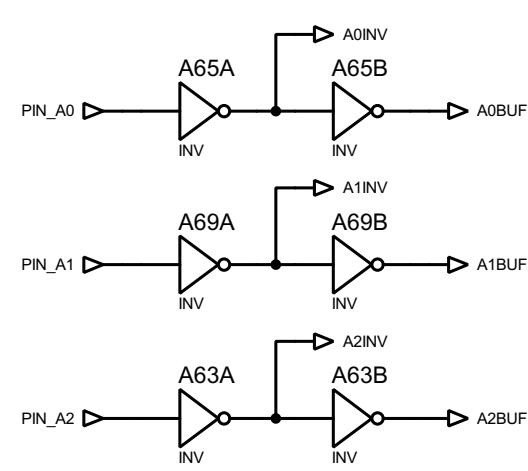 A0INV
A65A A65B
PIN_A0 A0BUF
INV INV
A1INV
A69A A69B
PIN_A1 A1BUF
INV INV
A2INV
A63A A63B
PIN_A2 A2BUF
INV INV